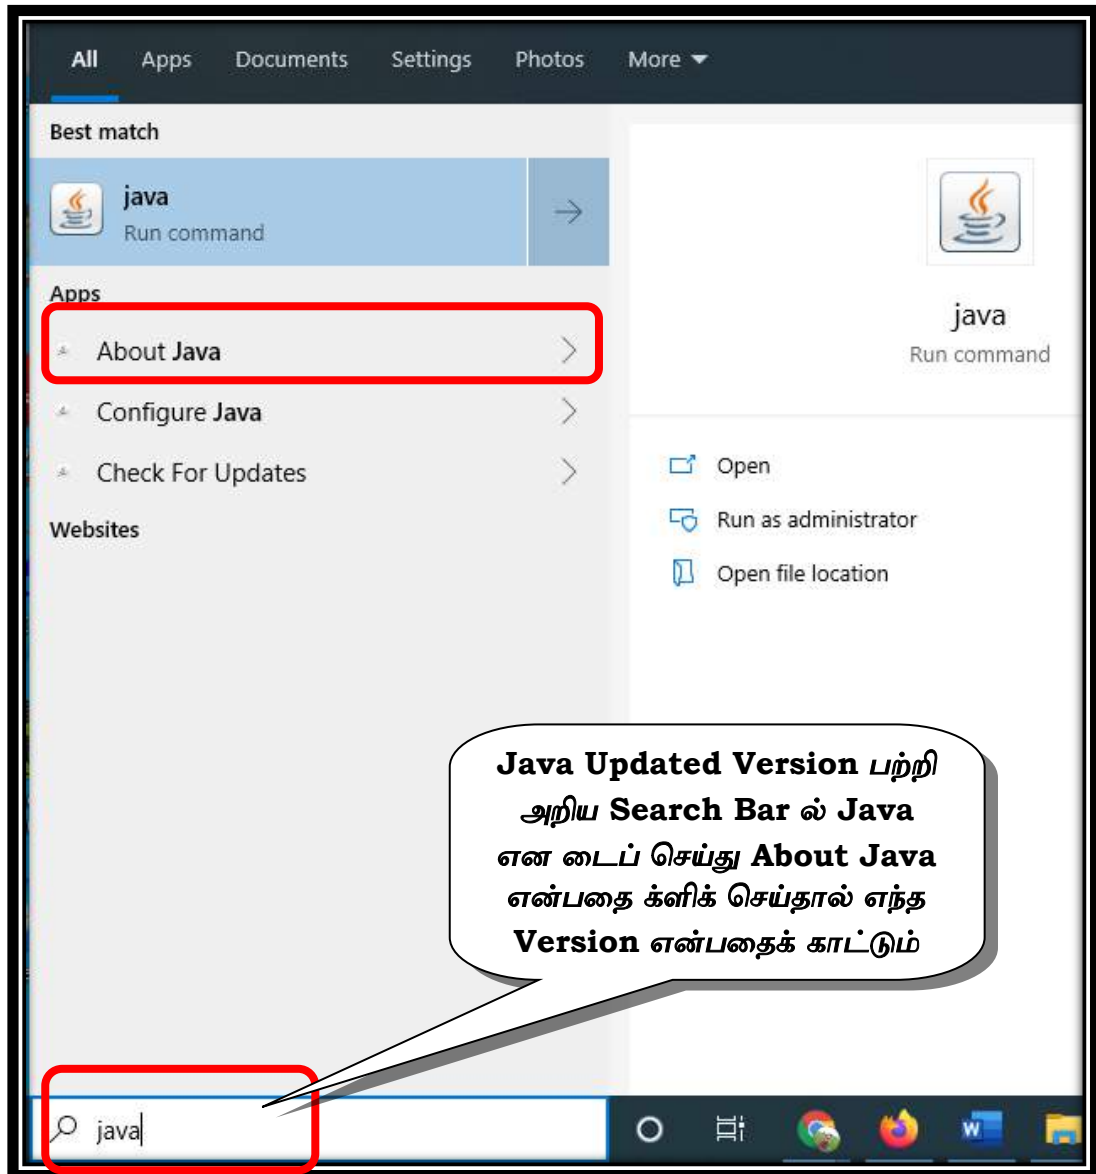 All Apps Documents Settings Photos More
Best match
java
Run command
Apps
About Java
Configure Java
Check For Updates
Websites
java
Run command
Open
Run as administrator
Open file location
Java Updated Version பற்றி
அறிய Search Bar ல் Java
என டைப் செய்து About Java
என்பதை க்ளிக் செய்தால் எந்த
Version என்பதைக் காட்டும்
java